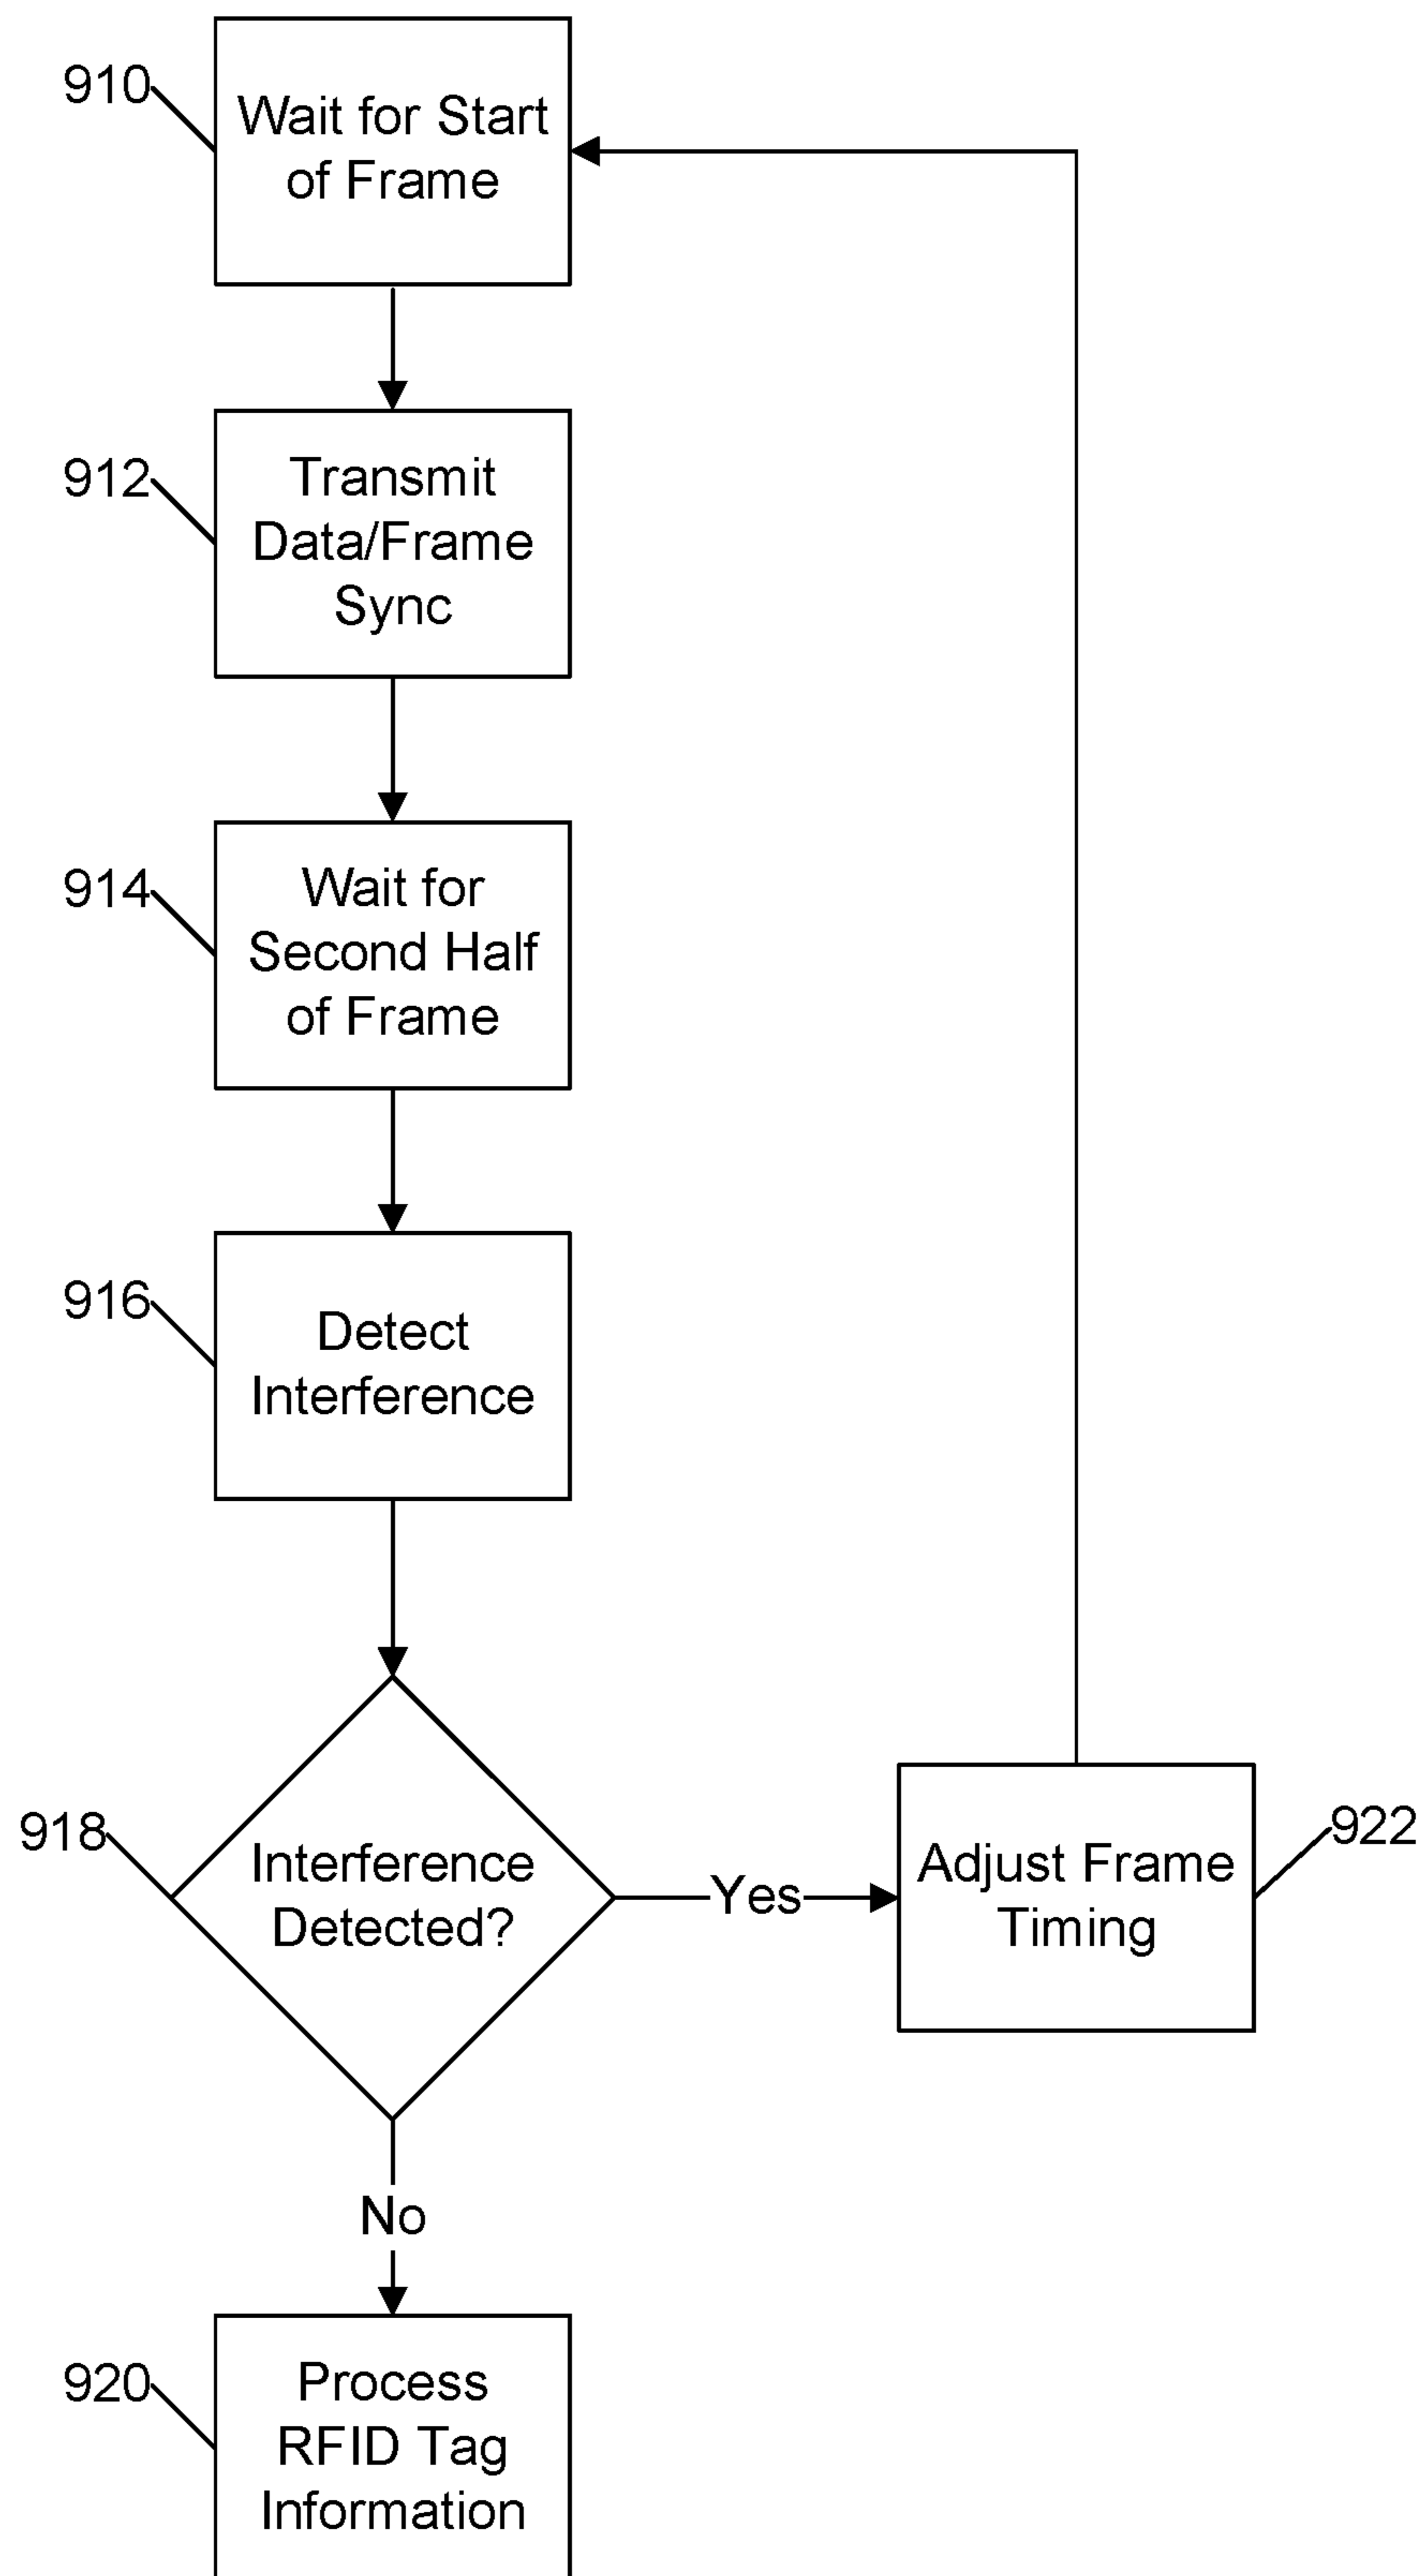 910
Wait for Start
of Frame
912
Transmit
Data/Frame
Sync
914
Wait for
Second Half
of Frame
916
Detect
Interference
918
Interference
Detected?
Yes
Adjust Frame
Timing
922
No
920
Process
RFID Tag
Information